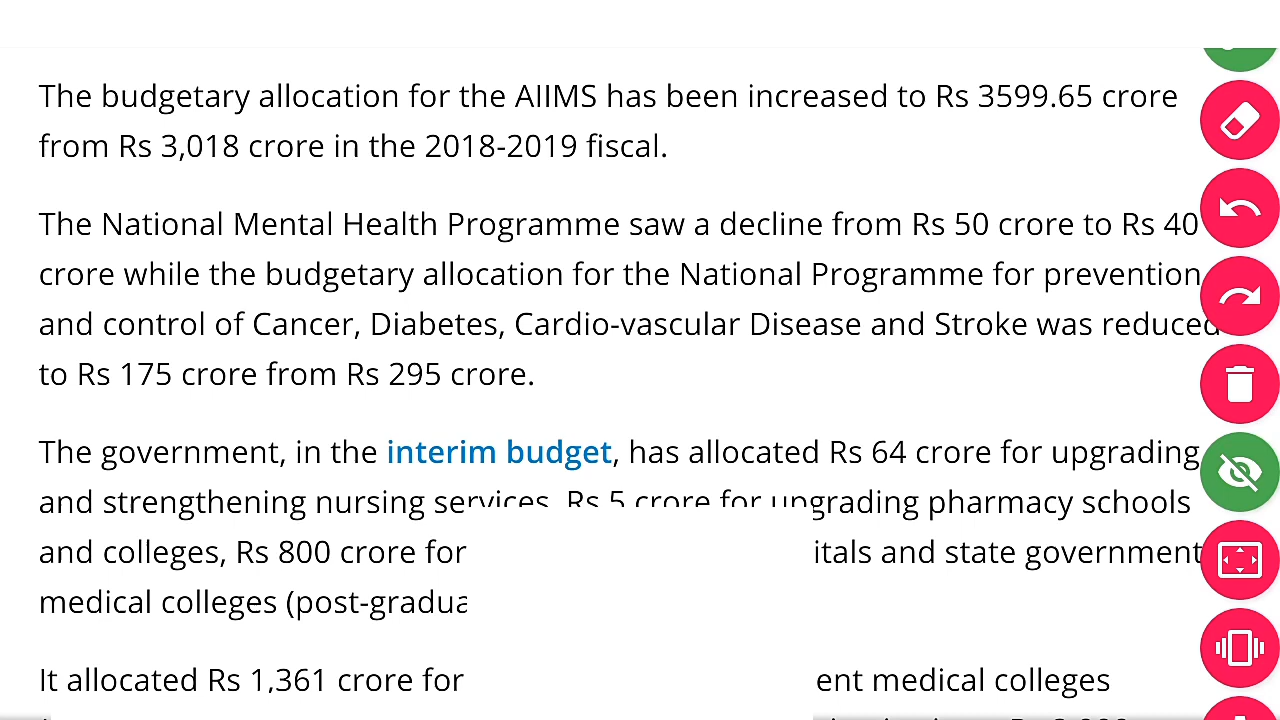 The budgetary allocation for the AIIMS has been increased to Rs 3599.65 crore
from Rs 3,018 crore in the 2018-2019 fiscal.
The National Mental Health Programme saw a decline from Rs 50 crore to Rs 40
crore while the budgetary allocation for the National Programme for prevention
and control of Cancer, Diabetes, Cardio-vascular Disease and Stroke was reduced
to Rs 175 crore from Rs 295 crore.
The government, in the interim budget, has allocated Rs 64 crore for upgrading
and strengthening nursing services, Rs 5 crore for upgrading pharmacy schools
and colleges, Rs 800 crore for itals and state government
medical colleges (post-gradua
It allocated Rs 1,361 crore for ent medical colleges